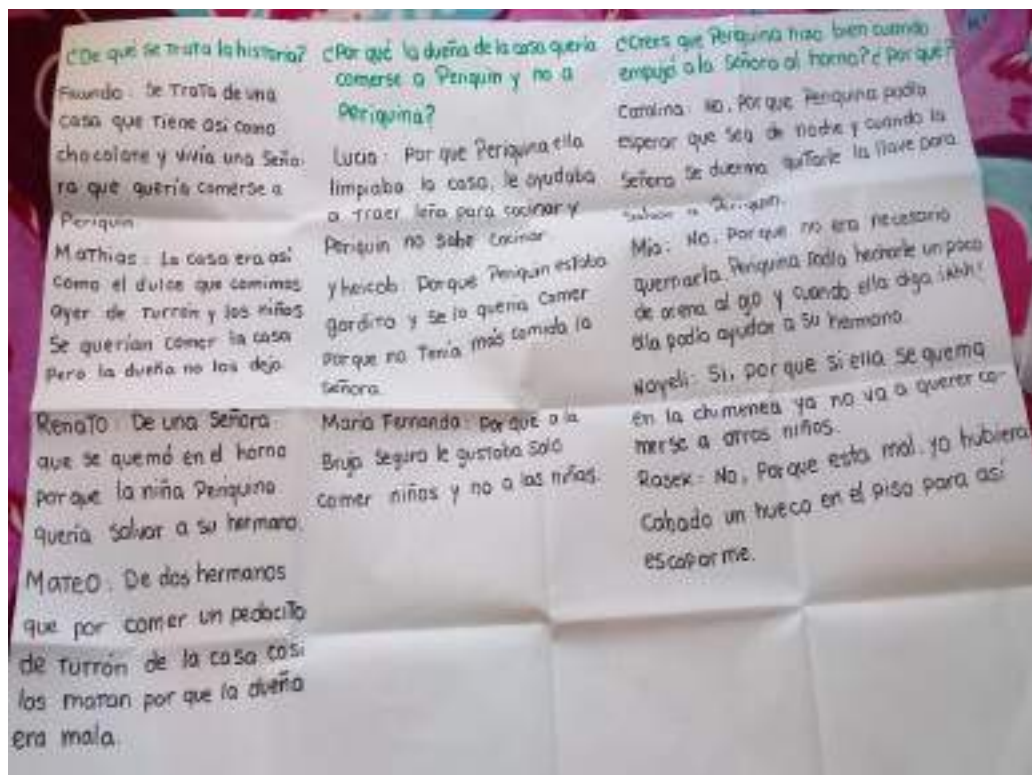 ¿De qué se trata la historia?
Facundo: Se Trata de una
casa que Tiene asi como
chocolate y vivía una Seño-
ra que quería comerse a
Periquin
Mathias: La casa era así
como el dulce que comimos
ayer de Turrón y los niños
se querían comer la casa
Pero la dueña no los dejo.
Renato: De una Señora
que se quemó en el horno
porque la niña Periquina
quería salvar a su hermano.
Mateo: De dos hermanos
que por comer un pedacito
de Turrón de la casa casi
los matan por que la dueña
era mala.
¿Por qué la dueña de la casa quería
comerse a Periquin y no a
Periquina?
Lucia: Por que Periquina ella
limpiaba la casa, le ayudaba
a traer leña para cocinar y
Periquin no sabe cocinar.
yheicob: Porque Periquin estaba
gordito y se lo quería comer
porque no Tenía más comida la
señora.
Maria Fernanda: Por que a la
Bruja Seguro le gustaba solo
comer niños y no a las niñas.
¿Crees que Periquina hizo bien cuando
empujó a la Señora al horno? ¿Por qué?
Carolina: No, Por que Periquina podía
esperar que sea de noche y cuando la
Señora se duerma quitarle la llave para
salvar a Periquin.
Mia: No, Porque no era necesario
quemarla. Periquina Podía hecharle un poco
de arena al ojo y cuando ella diga
ella podía ayudar a su hermano.
Nayeli: Si, Por que si ella se quema
en la chimenea ya no va a querer co-
merse a otros niños.
Rosek: No, Porque esta mal. yo hubiera
Cabado un hueco en el piso para así
escaparme.